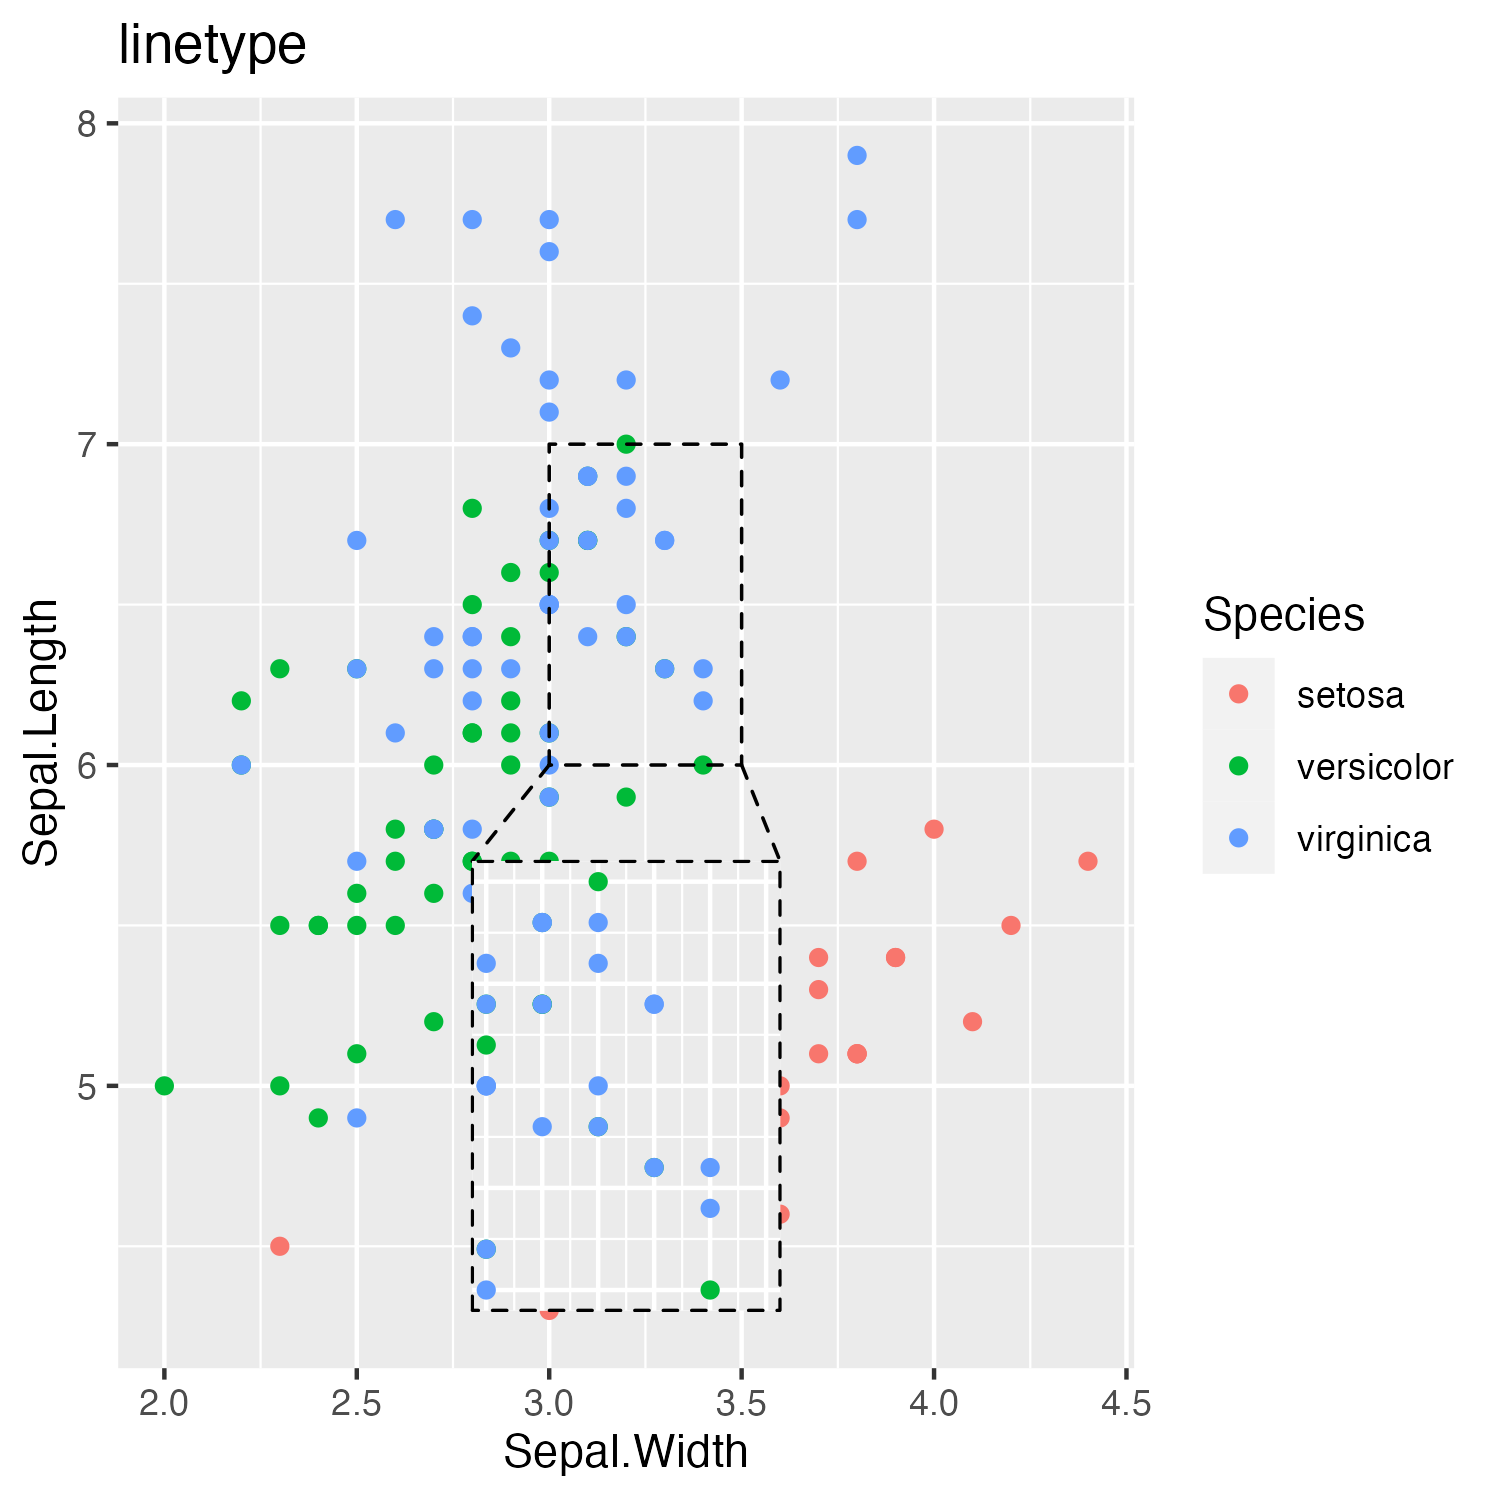 linetype
8
7
6
5
Sepal.Length
2.0 2.5 3.0 3.5 4.0 4.5
Sepal.Width
Species
setosa
versicolor
virginica